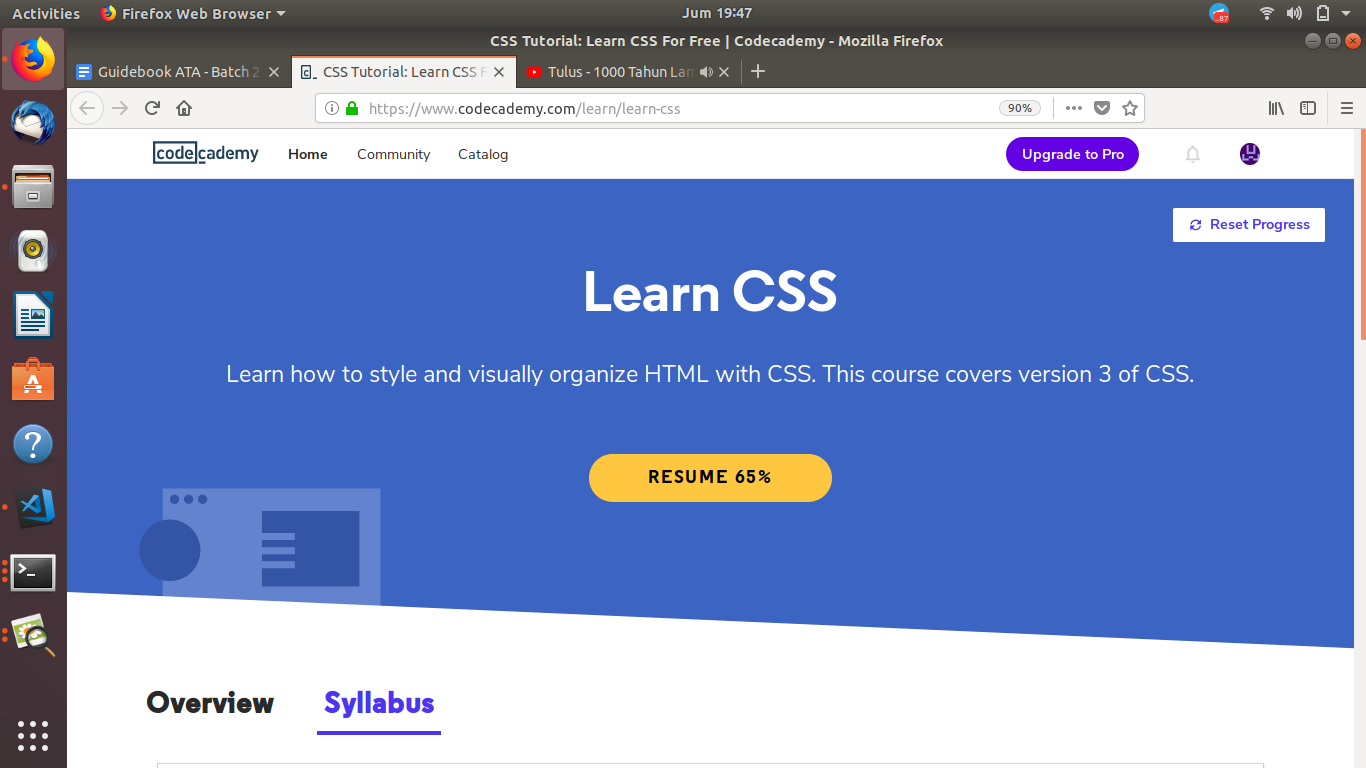 Activities Firefox Web Browser Jum 19:47 87
CSS Tutorial: Learn CSS For Free | Codecademy - Mozilla Firefox
Guidebook ATA - Batch 2 CSS Tutorial: Learn CSS F Tulus - 1000 Tahun Lam
https://www.codecademy.com/learn/learn-css 90%
codecademy Home Community Catalog Upgrade to Pro
Reset Progress
Learn CSS
Learn how to style and visually organize HTML with CSS. This course covers version 3 of CSS.
RESUME 65%
Overview Syllabus